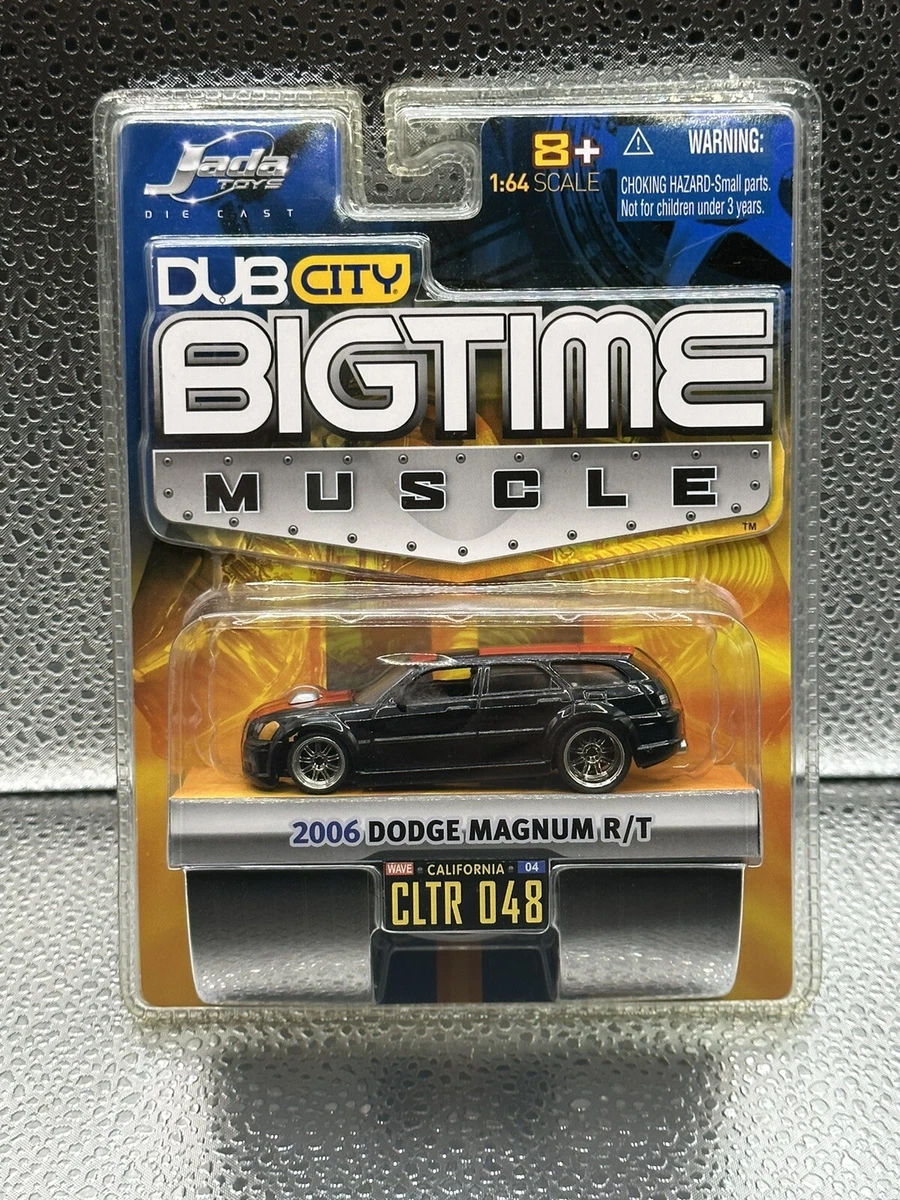 Jada
TOYS
DIE CAST
8+
1:64 SCALE
WARNING:
CHOKING HAZARD-Small parts.
Not for children under 3 years.
DUB CITY®
BIGTIME
MUSCLE
TM
2006 DODGE MAGNUM R/T
WAVE CALIFORNIA 04
CLTR 048